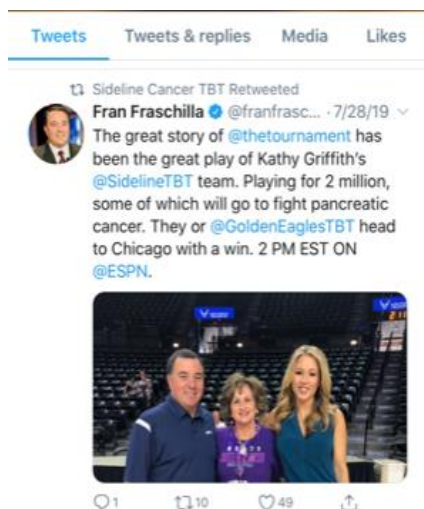 Tweets Tweets & replies Media Likes
Sideline Cancer TBT Retweeted
Fran Fraschilla @franfrasc... · 7/28/19
The great story of @thetournament has
been the great play of Kathy Griffith's
@SidelineTBT team. Playing for 2 million,
some of which will go to fight pancreatic
cancer. They or @GoldenEaglesTBT head
to Chicago with a win. 2 PM EST ON
@ESPN.
1 10 49